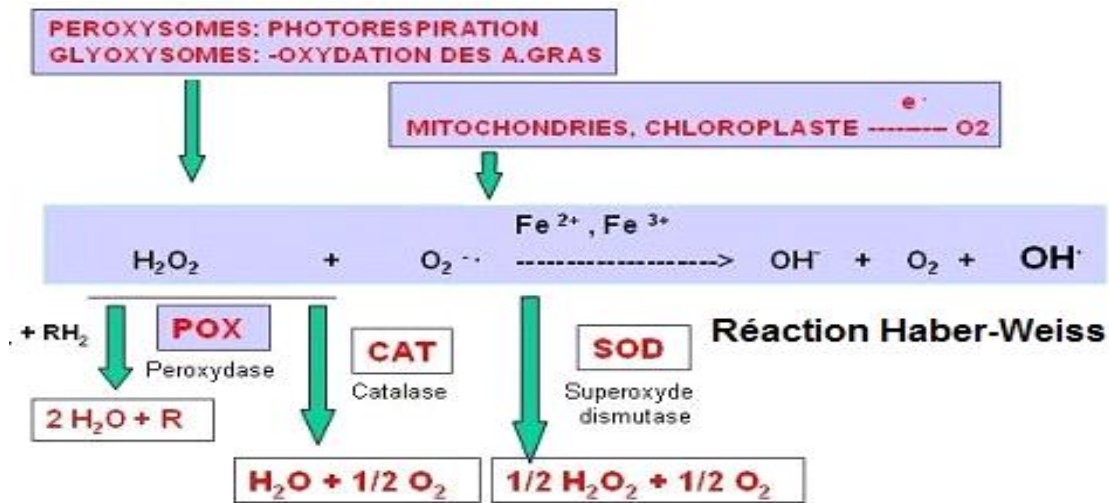 PEROXYSOMES: PHOTORESPIRATION
GLYOXYSOMES: -OXYDATION DES A.GRAS
e -
MITOCHONDRIES, CHLOROPLASTE --------- O2
Fe 2+ , Fe 3+
H₂O₂ + O₂ ·- --------------------> OH- + O₂ + OH·
+ RH₂
POX
Peroxydase
CAT
Catalase
SOD
Superoxyde
dismutase
Réaction Haber-Weiss
2 H₂O + R
H₂O + 1/2 O₂
1/2 H₂O₂ + 1/2 O₂